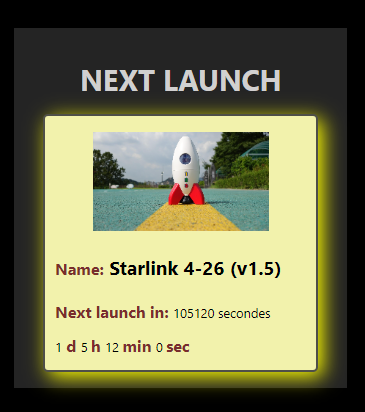 NEXT LAUNCH
Name: Starlink 4-26 (v1.5)
Next launch in: 105120 secondes
1 d 5 h 12 min 0 sec